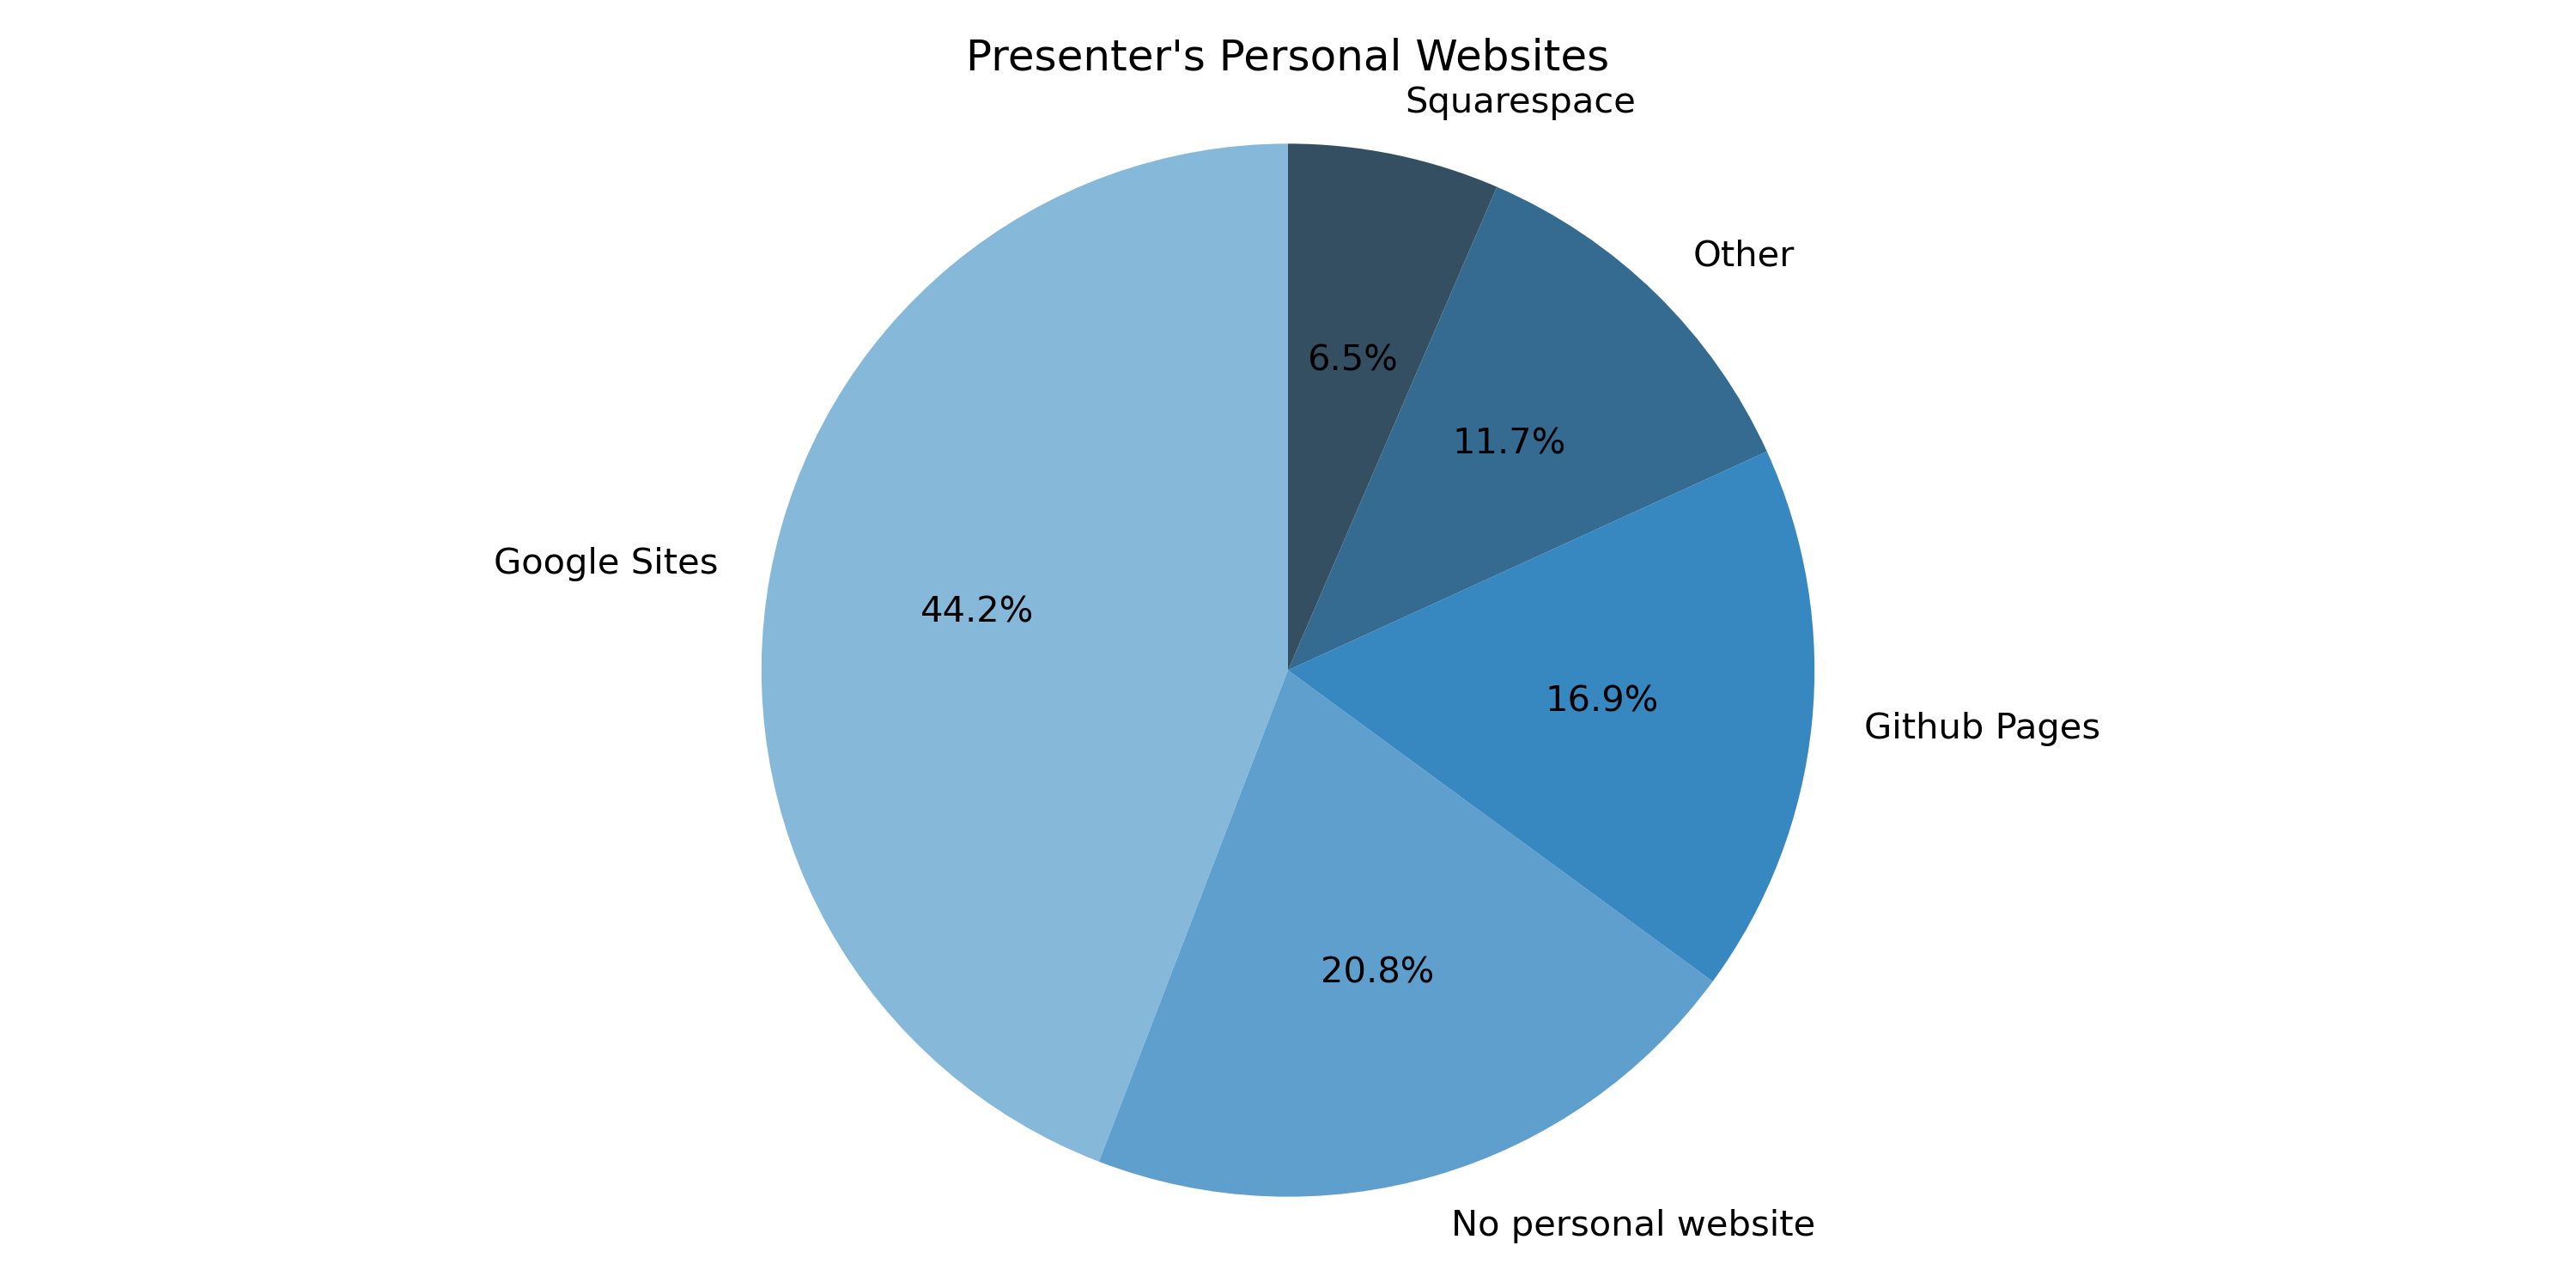 Presenter's Personal Websites
Squarespace
Other
6.5%
11.7%
Google Sites
44.2%
16.9%
Github Pages
20.8%
No personal website